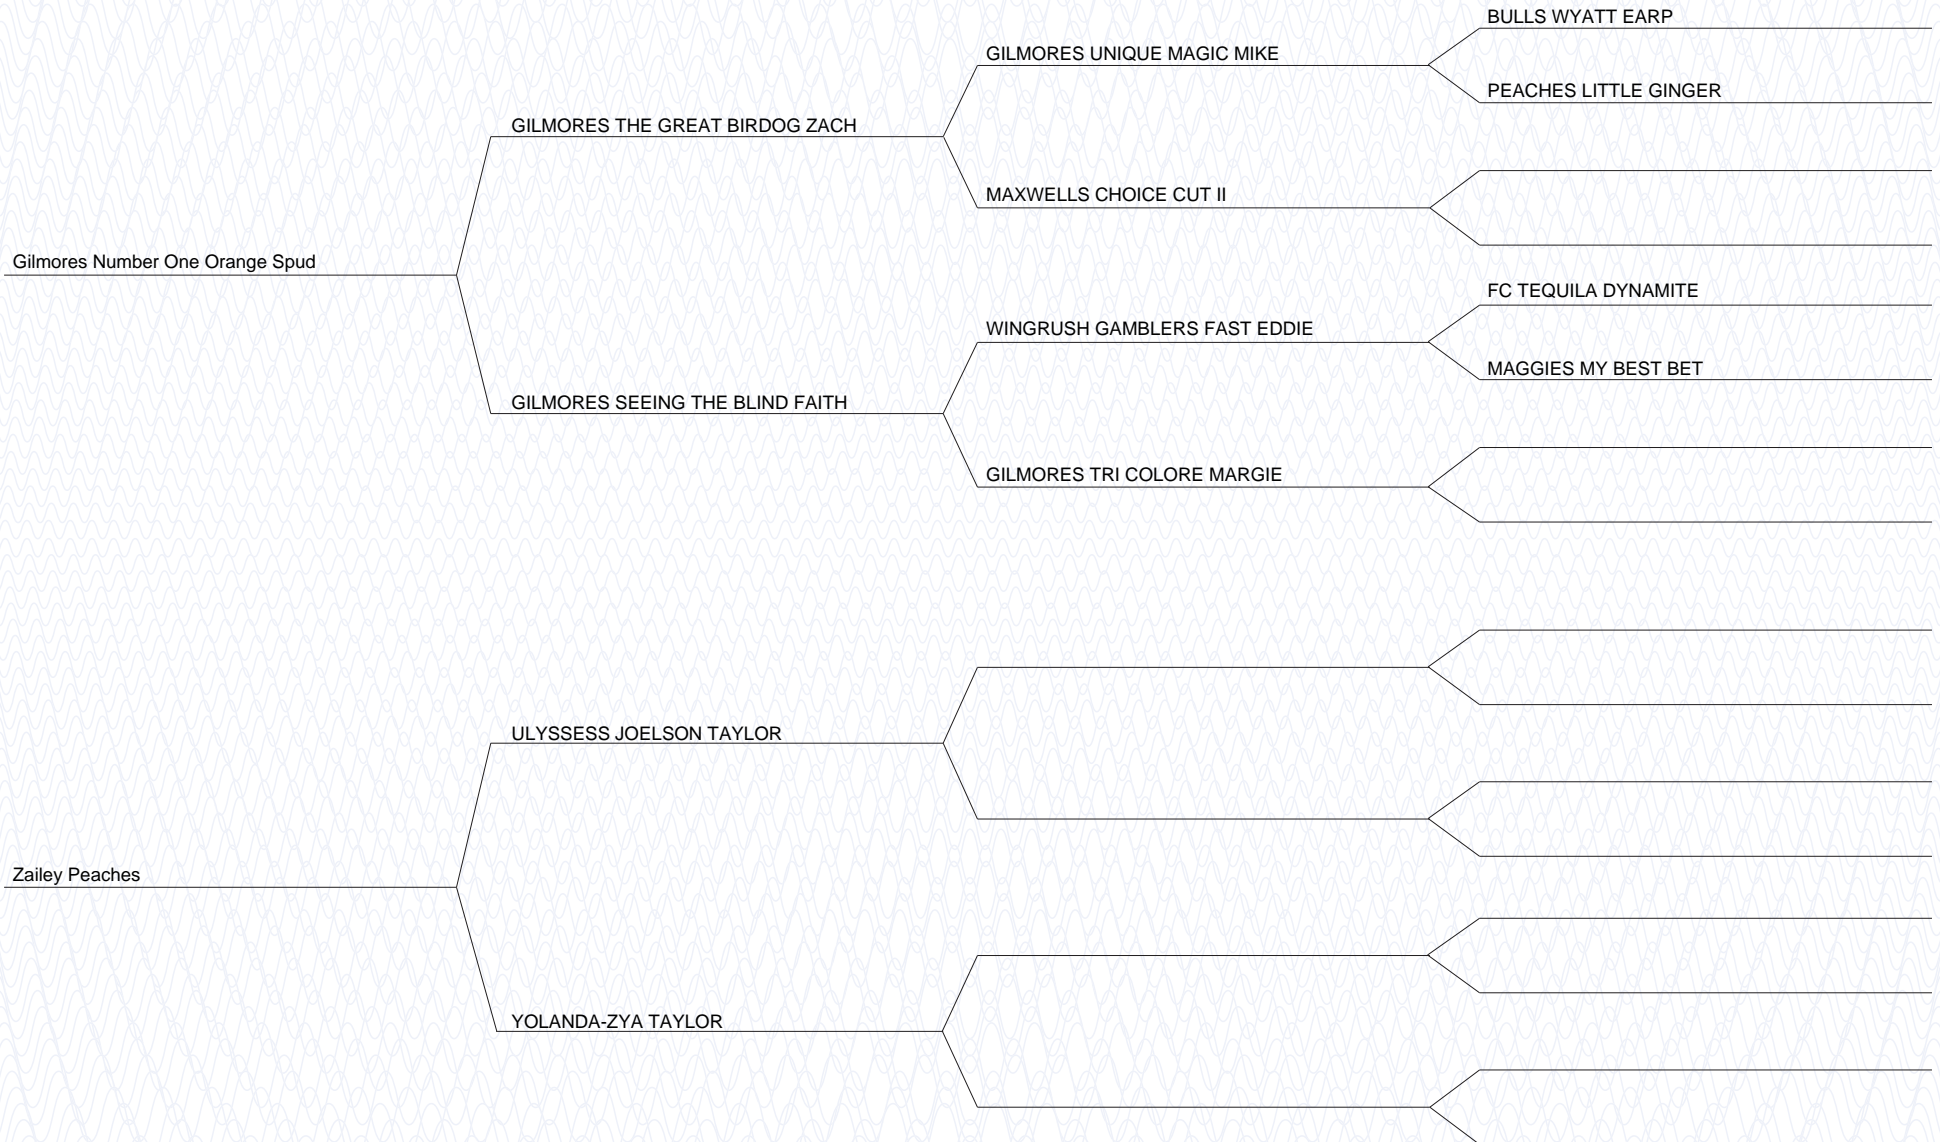 BULLS WYATT EARP
GILMORES UNIQUE MAGIC MIKE
PEACHES LITTLE GINGER
GILMORES THE GREAT BIRDOG ZACH
MAXWELLS CHOICE CUT II
Gilmores Number One Orange Spud
FC TEQUILA DYNAMITE
WINGRUSH GAMBLERS FAST EDDIE
MAGGIES MY BEST BET
GILMORES SEEING THE BLIND FAITH
GILMORES TRI COLORE MARGIE
ULYSSESS JOELSON TAYLOR
Zailey Peaches
YOLANDA-ZYA TAYLOR